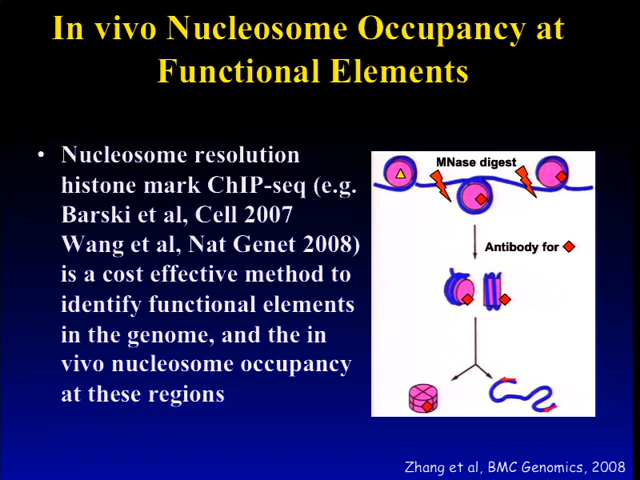 In vivo Nucleosome Occupancy at
Functional Elements
• Nucleosome resolution
histone mark ChIP-seq (e.g.
Barski et al, Cell 2007
Wang et al, Nat Genet 2008)
is a cost effective method to
identify functional elements
in the genome, and the in
vivo nucleosome occupancy
at these regions
MNase digest
Antibody for
Zhang et al, BMC Genomics, 2008